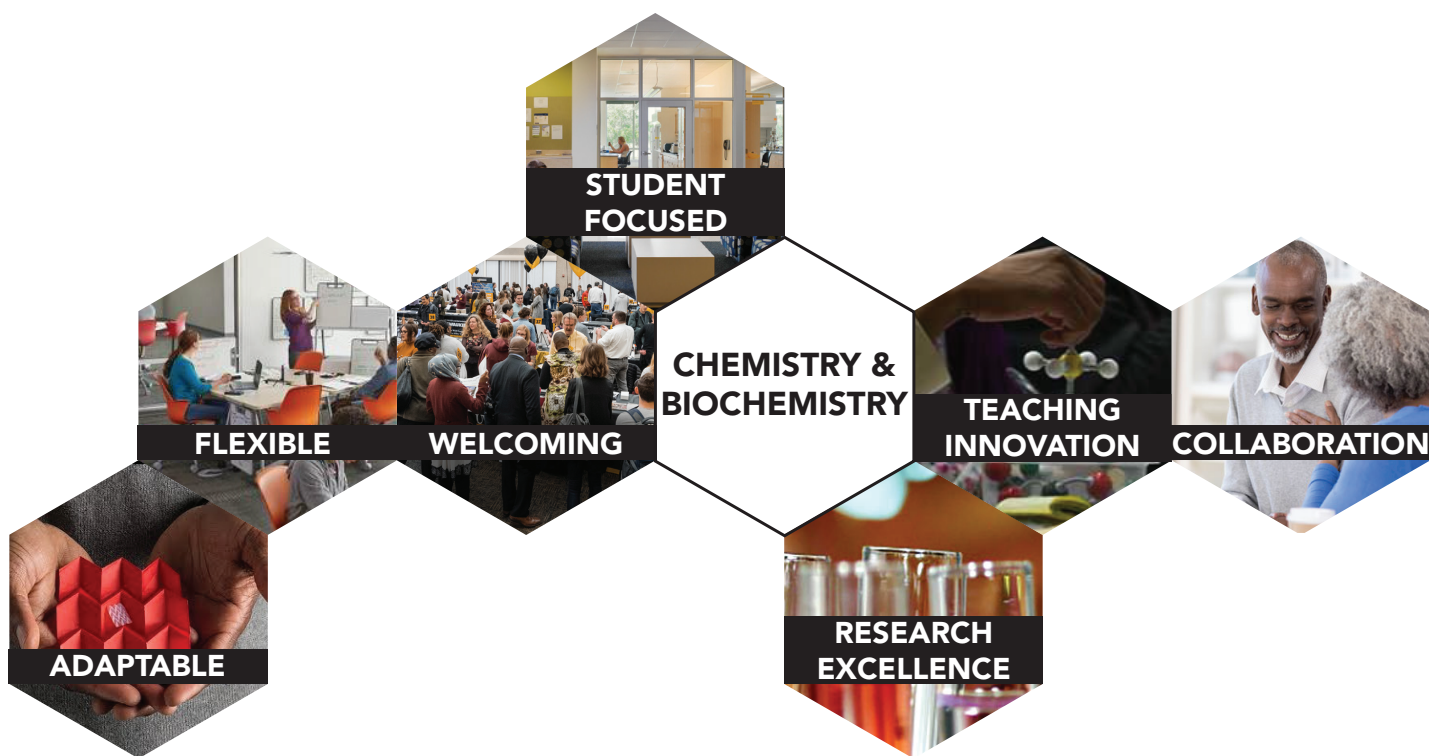 STUDENT
FOCUSED
CHEMISTRY &
BIOCHEMISTRY
FLEXIBLE
WELCOMING
TEACHING
INNOVATION
COLLABORATION
ADAPTABLE
RESEARCH
EXCELLENCE